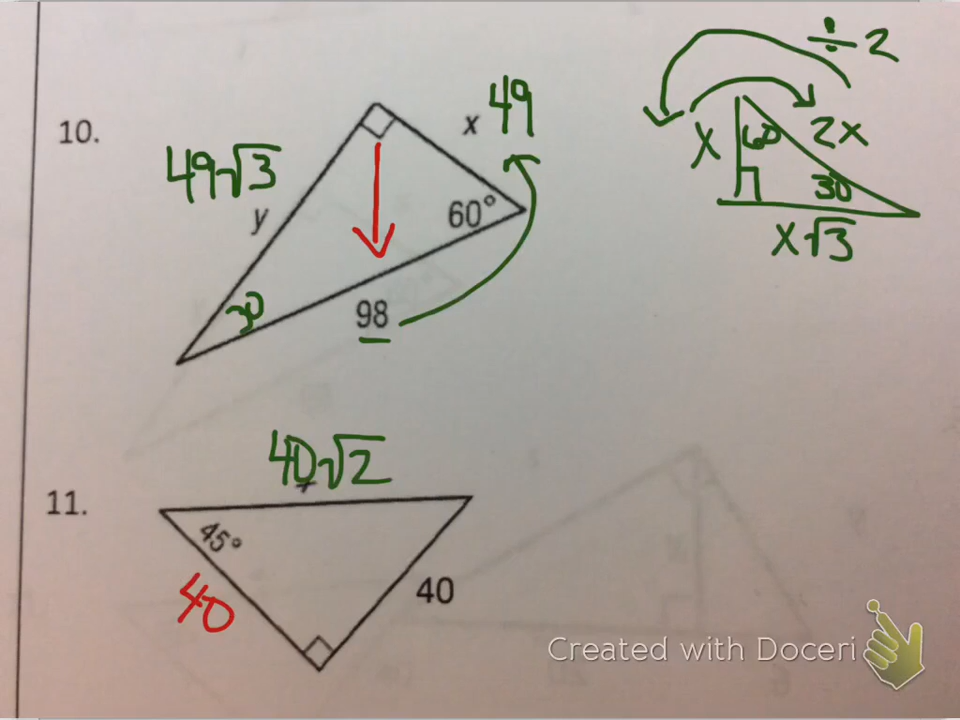 ÷ 2
10.
49
x
49√3
y
60°
30
98
x
60
2x
30
x√3
40√2
11.
45°
40
40
Created with Doceri